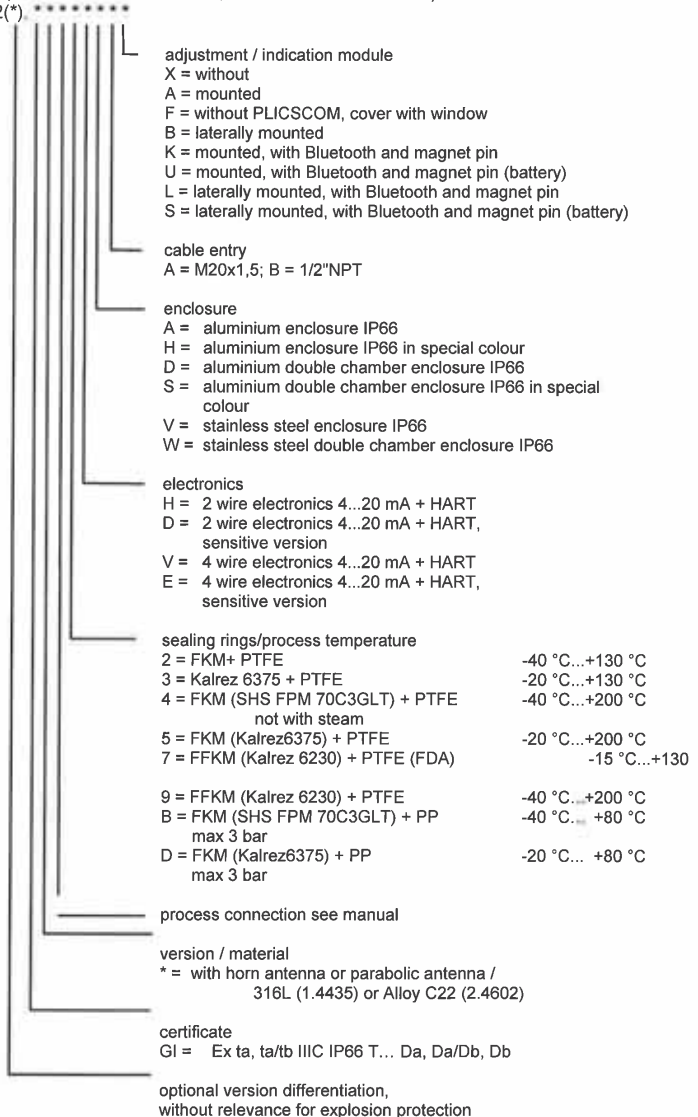 2(*). * * * * * * * *
adjustment / indication module
X = without
A = mounted
F = without PLICSCOM, cover with window
B = laterally mounted
K = mounted, with Bluetooth and magnet pin
U = mounted, with Bluetooth and magnet pin (battery)
L = laterally mounted, with Bluetooth and magnet pin
S = laterally mounted, with Bluetooth and magnet pin (battery)
cable entry
A = M20x1,5; B = 1/2"NPT
enclosure
A = aluminium enclosure IP66
H = aluminium enclosure IP66 in special colour
D = aluminium double chamber enclosure IP66
S = aluminium double chamber enclosure IP66 in special
colour
V = stainless steel enclosure IP66
W = stainless steel double chamber enclosure IP66
electronics
H = 2 wire electronics 4...20 mA + HART
D = 2 wire electronics 4...20 mA + HART,
sensitive version
V = 4 wire electronics 4...20 mA + HART
E = 4 wire electronics 4...20 mA + HART,
sensitive version
sealing rings/process temperature
2 = FKM+ PTFE -40 °C...+130 °C
3 = Kalrez 6375 + PTFE -20 °C...+130 °C
4 = FKM (SHS FPM 70C3GLT) + PTFE -40 °C...+200 °C
not with steam
5 = FKM (Kalrez6375) + PTFE -20 °C...+200 °C
7 = FFKM (Kalrez 6230) + PTFE (FDA) -15 °C...+130
9 = FFKM (Kalrez 6230) + PTFE -40 °C...+200 °C
B = FKM (SHS FPM 70C3GLT) + PP -40 °C... +80 °C
max 3 bar
D = FKM (Kalrez6375) + PP -20 °C... +80 °C
max 3 bar
process connection see manual
version / material
* = with horn antenna or parabolic antenna /
316L (1.4435) or Alloy C22 (2.4602)
certificate
GI = Ex ta, ta/tb IIIC IP66 T... Da, Da/Db, Db
optional version differentiation,
without relevance for explosion protection